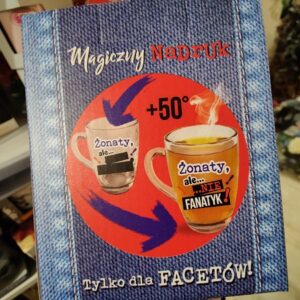 Magiczny NaDRuK
+50°
Żonaty,
ale...
Żonaty,
ale...
...NIE
FANATYK!
Tylko dla FACETÓW!